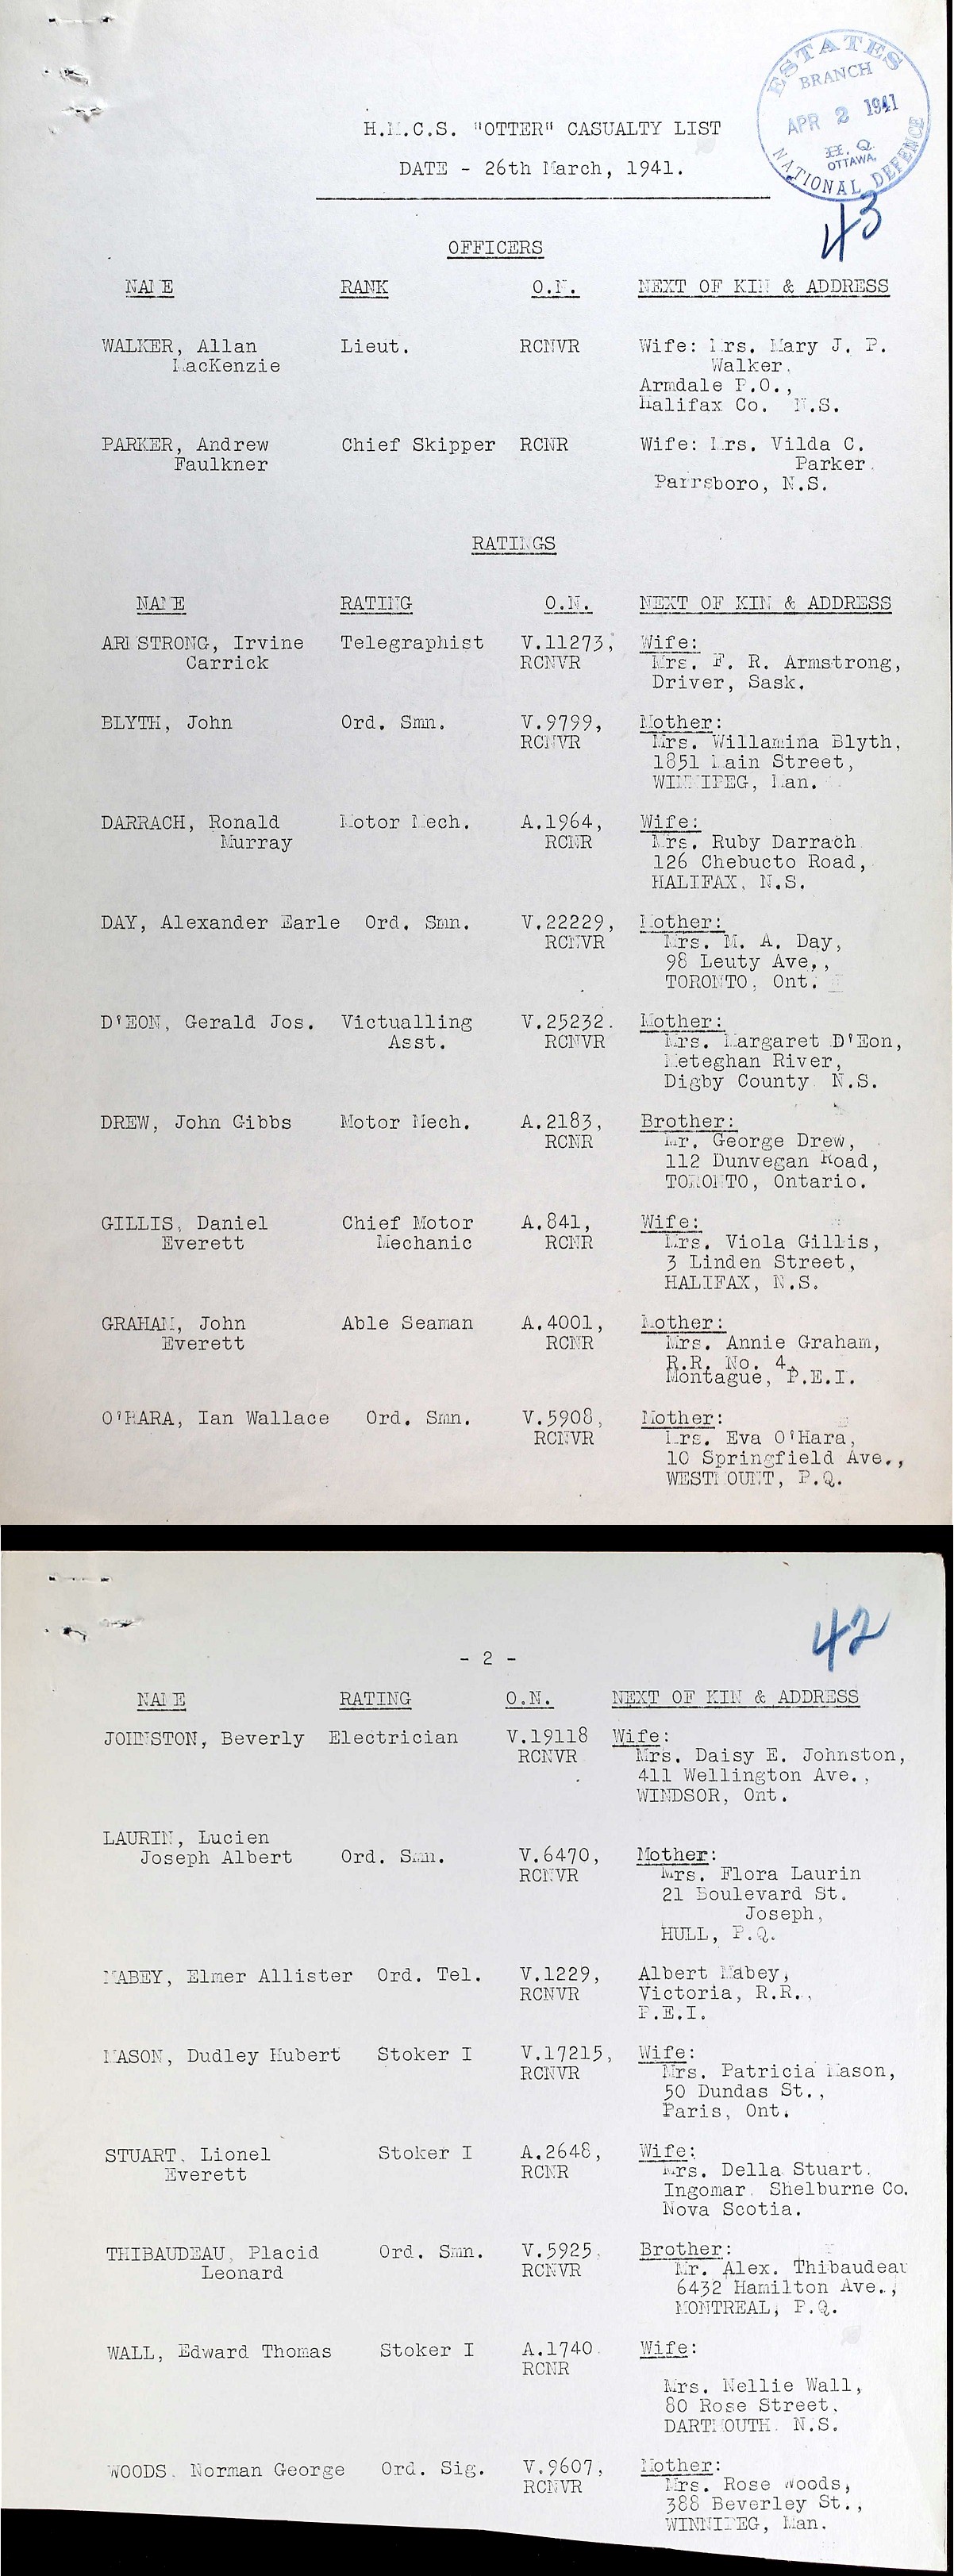 ESTATES
BRANCH
APR 2 1941
H.Q.
OTTAWA.
NATIONAL DEFENCE
43
H.M.C.S. "OTTER" CASUALTY LIST
DATE - 26th March, 1941.
OFFICERS
NAME RANK O.N. NEXT OF KIN & ADDRESS
WALKER, Allan Lieut. RCNVR Wife: Mrs. Mary J. P.
MacKenzie Walker.
Armdale P.O.,
Halifax Co. N.S.
PARKER, Andrew Chief Skipper RCNR Wife: Mrs. Vilda C.
Faulkner Parker.
Parrsboro, N.S.
RATINGS
NAME RATING O.N. NEXT OF KIN & ADDRESS
ARMSTRONG, Irvine Telegraphist V.11273, Wife:
Carrick RCNVR Mrs. F. R. Armstrong,
Driver, Sask.
BLYTH, John Ord. Smn. V.9799, Mother:
RCNVR Mrs. Willamina Blyth,
1851 Main Street,
WINNIPEG, Man.
DARRACH, Ronald Motor Mech. A.1964, Wife:
Murray RCNR Mrs. Ruby Darrach
126 Chebucto Road,
HALIFAX, N.S.
DAY, Alexander Earle Ord. Smn. V.22229, Mother:
RCNVR Mrs. M. A. Day,
98 Leuty Ave.,
TORONTO, Ont.
D'EON, Gerald Jos. Victualling V.25232. Mother:
Asst. RCNVR Mrs. Margaret D'Eon,
Meteghan River,
Digby County N.S.
DREW, John Gibbs Motor Mech. A.2183, Brother:
RCNR Mr. George Drew,
112 Dunvegan Road,
TORONTO, Ontario.
GILLIS, Daniel Chief Motor A.841, Wife:
Everett Mechanic RCNR Mrs. Viola Gillis,
3 Linden Street,
HALIFAX, N.S.
GRAHAM, John Able Seaman A.4001, Mother:
Everett RCNR Mrs. Annie Graham,
R.R. No. 4,
Montague, P.E.I.
O'HARA, Ian Wallace Ord. Smn. V.5908, Mother:
RCNVR Mrs. Eva O'Hara,
10 Springfield Ave.,
WESTMOUNT, P.Q.
42
- 2 -
NAME RATING O.N. NEXT OF KIN & ADDRESS
JOHNSTON, Beverly Electrician V.19118 Wife:
RCNVR Mrs. Daisy E. Johnston,
411 Wellington Ave.,
WINDSOR, Ont.
LAURIN, Lucien
Joseph Albert Ord. Smn. V.6470, Mother:
RCNVR Mrs. Flora Laurin
21 Boulevard St.
Joseph,
HULL, P.Q.
MABEY, Elmer Allister Ord. Tel. V.1229, Albert Mabey,
RCNVR Victoria, R.R.,
P.E.I.
MASON, Dudley Hubert Stoker I V.17215, Wife:
RCNVR Mrs. Patricia Mason,
50 Dundas St.,
Paris, Ont.
STUART, Lionel Stoker I A.2648, Wife:
Everett RCNR Mrs. Della Stuart.
Ingomar. Shelburne Co.
Nova Scotia.
THIBAUDEAU, Placid Ord. Smn. V.5925, Brother:
Leonard RCNVR Mr. Alex. Thibaudeau
6432 Hamilton Ave.,
MONTREAL, P.Q.
WALL, Edward Thomas Stoker I A.1740. Wife:
RCNR
Mrs. Nellie Wall,
80 Rose Street.
DARTMOUTH. N.S.
WOODS. Norman George Ord. Sig. V.9607, Mother:
RCNVR Mrs. Rose Woods,
388 Beverley St.,
WINNIPEG, Man.